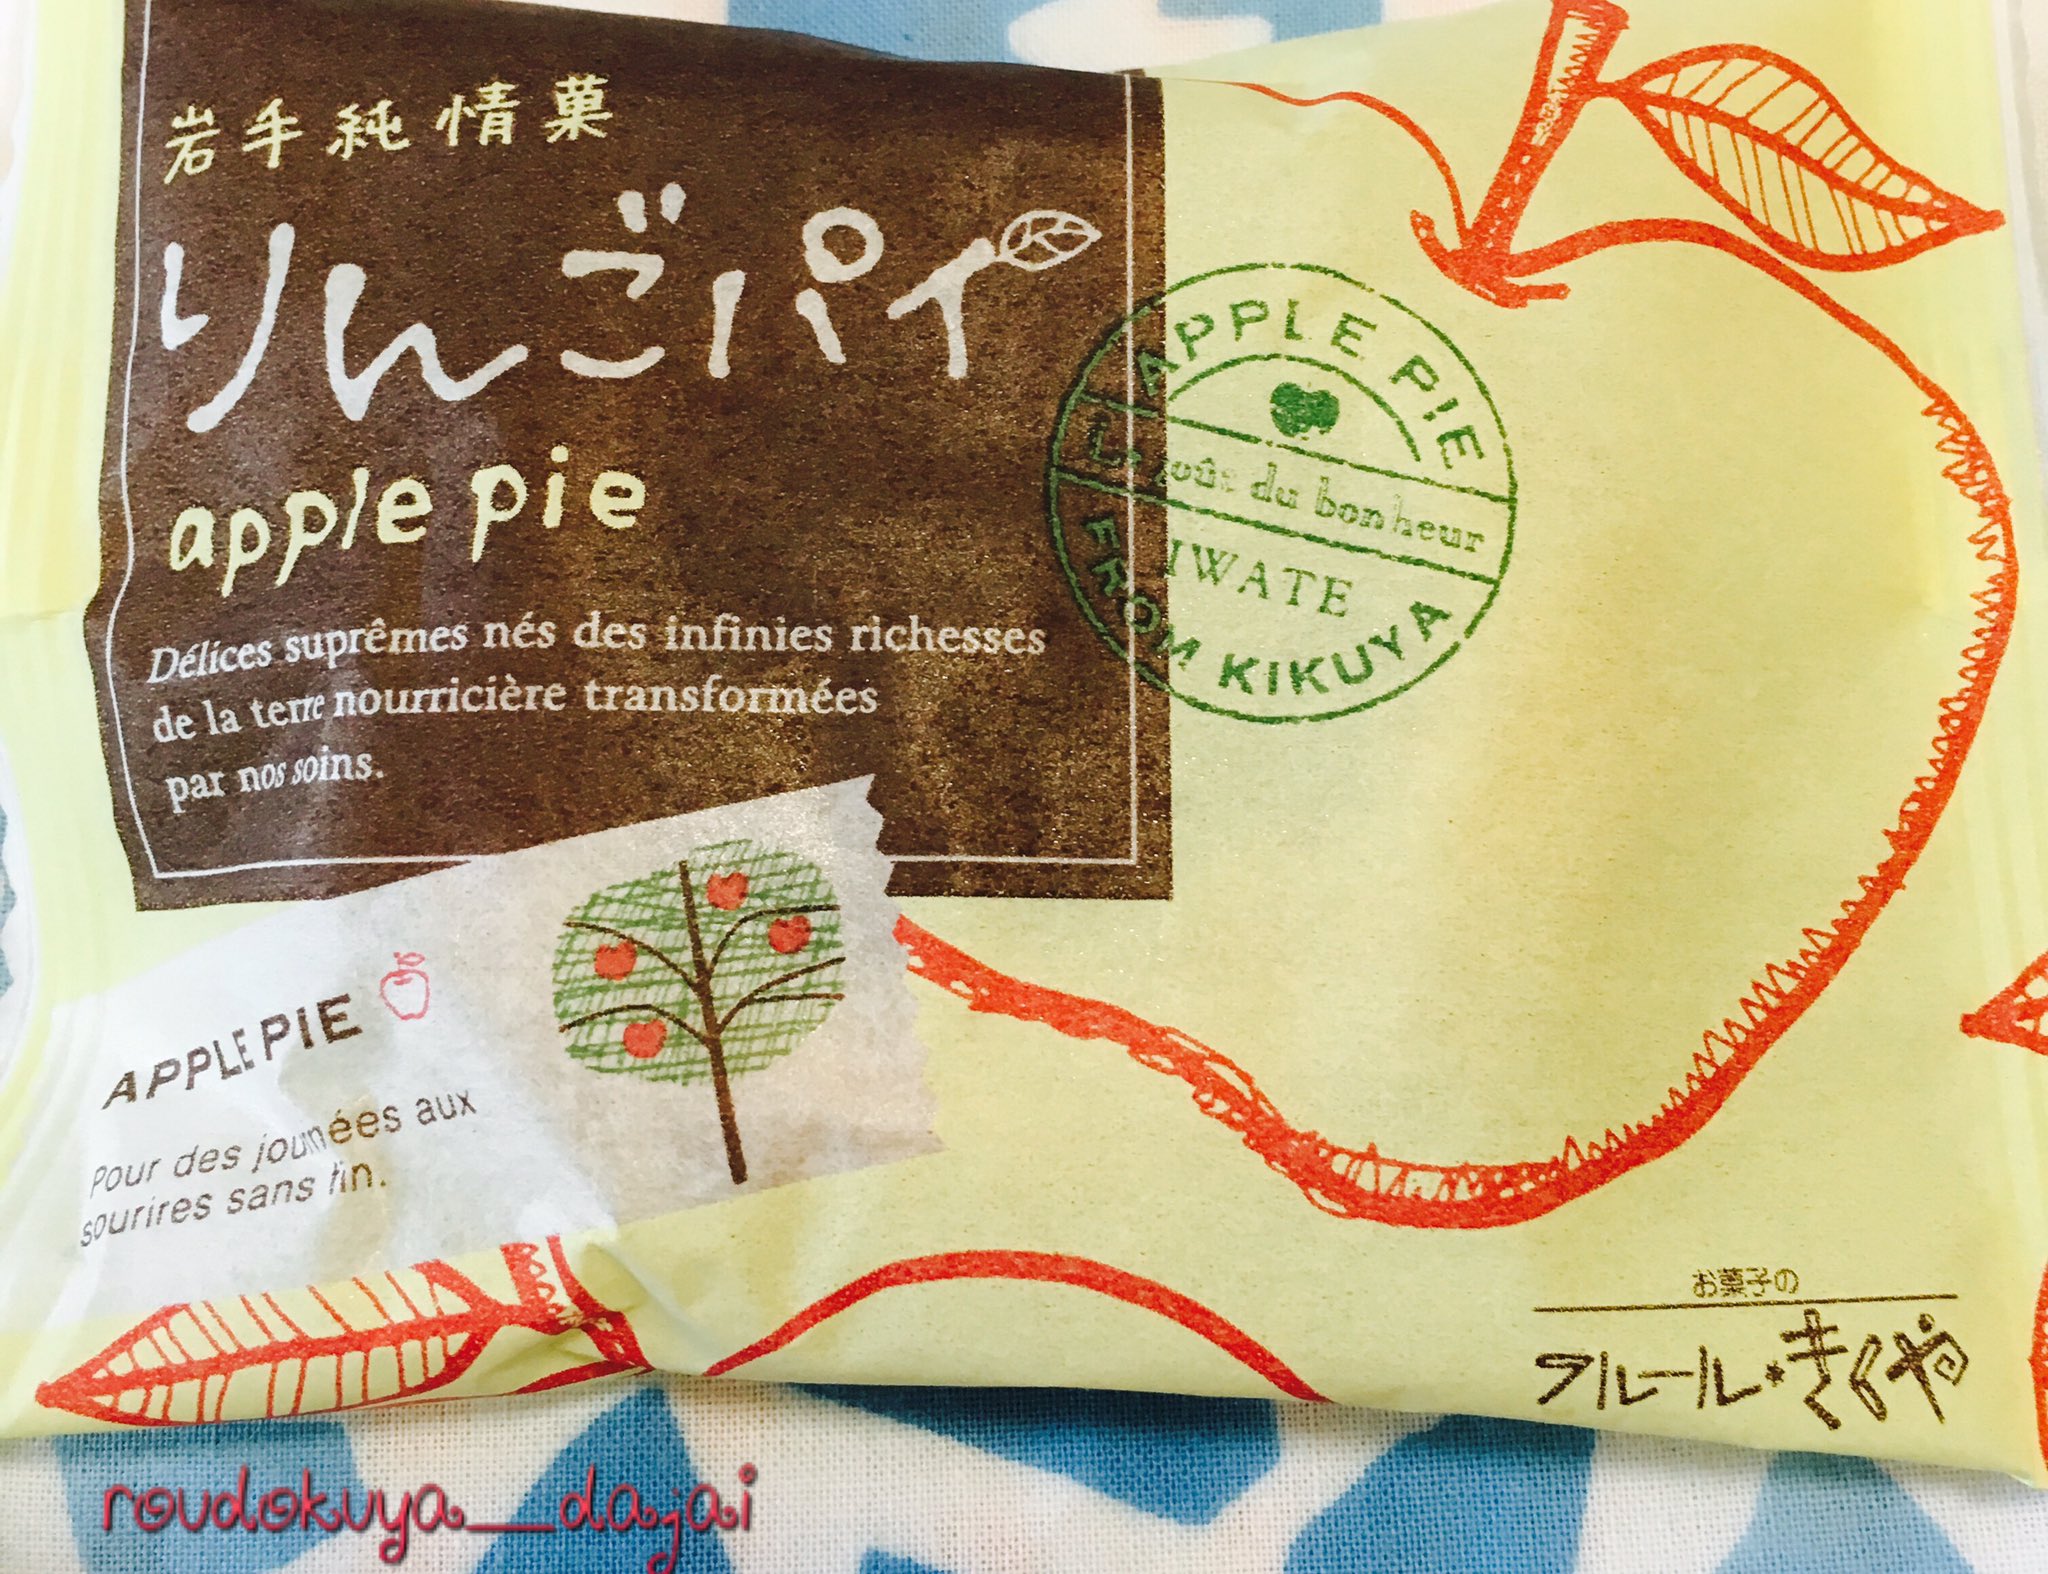 岩手純情菓
りんごパイ
apple pie
Délices suprêmes nés des infinies richesses
de la terre nourricière transformées
par nos soins.
APPLE PIE
Le goût du bonheur
IWATE
FROM KIKUYA
APPLE PIE
Pour des journées aux
sourires sans fin.
お菓子の
フルール・きくや
roudokuya_dajai